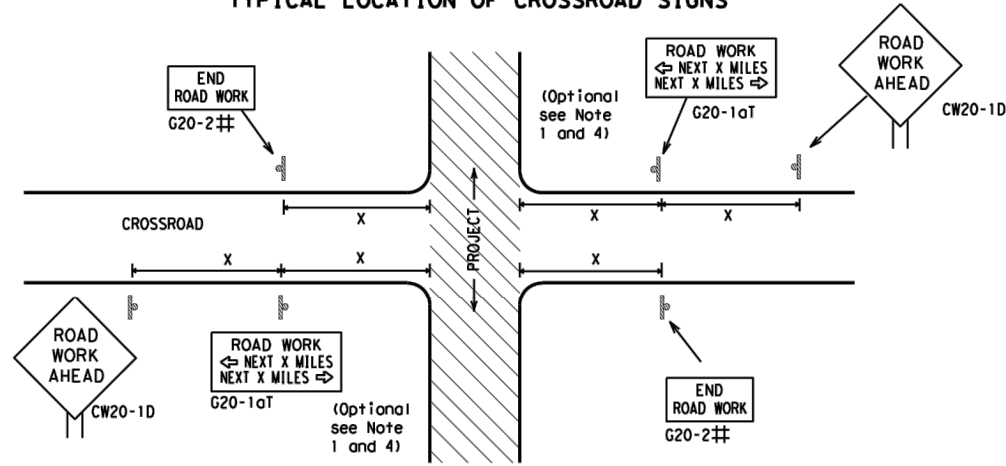 TYPICAL LOCATION OF CROSSROAD SIGNS
END
ROAD WORK
G20-2#
(Optional
see Note
1 and 4)
ROAD WORK
⇦ NEXT X MILES
NEXT X MILES ⇨
G20-1aT
ROAD
WORK
AHEAD
CW20-1D
X
X
X
CROSSROAD
PROJECT
X
X
X
ROAD
WORK
AHEAD
CW20-1D
ROAD WORK
⇦ NEXT X MILES
NEXT X MILES ⇨
G20-1aT
(Optional
see Note
1 and 4)
END
ROAD WORK
G20-2#